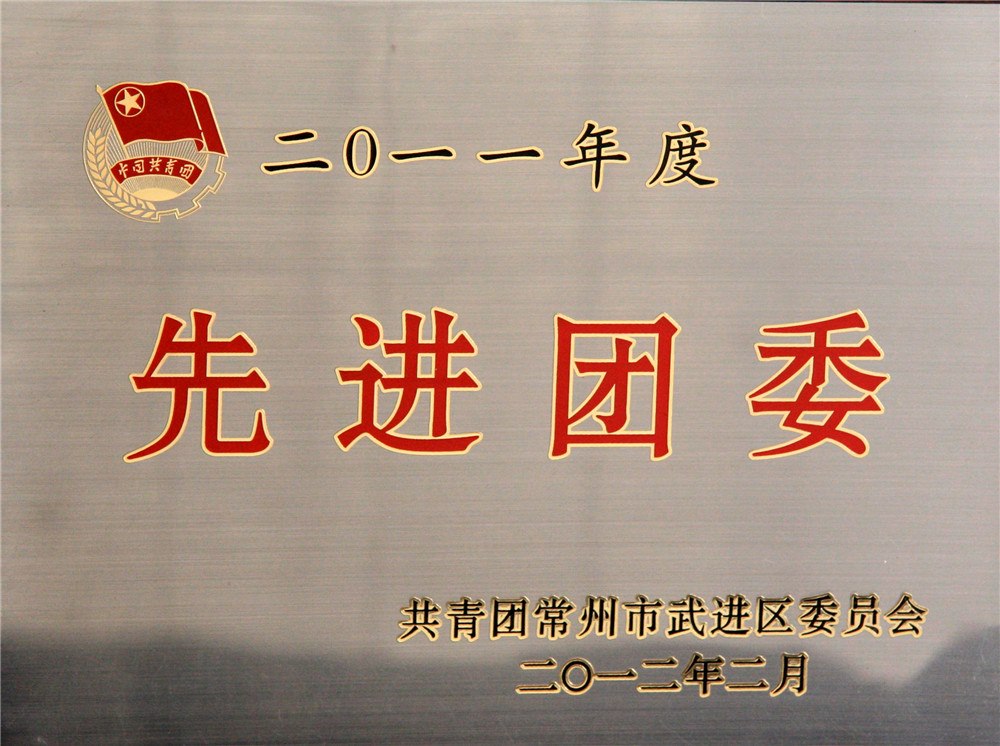 中国共青团
二0一一年度
先进团委
共青团常州市武进区委员会
二〇一二年二月